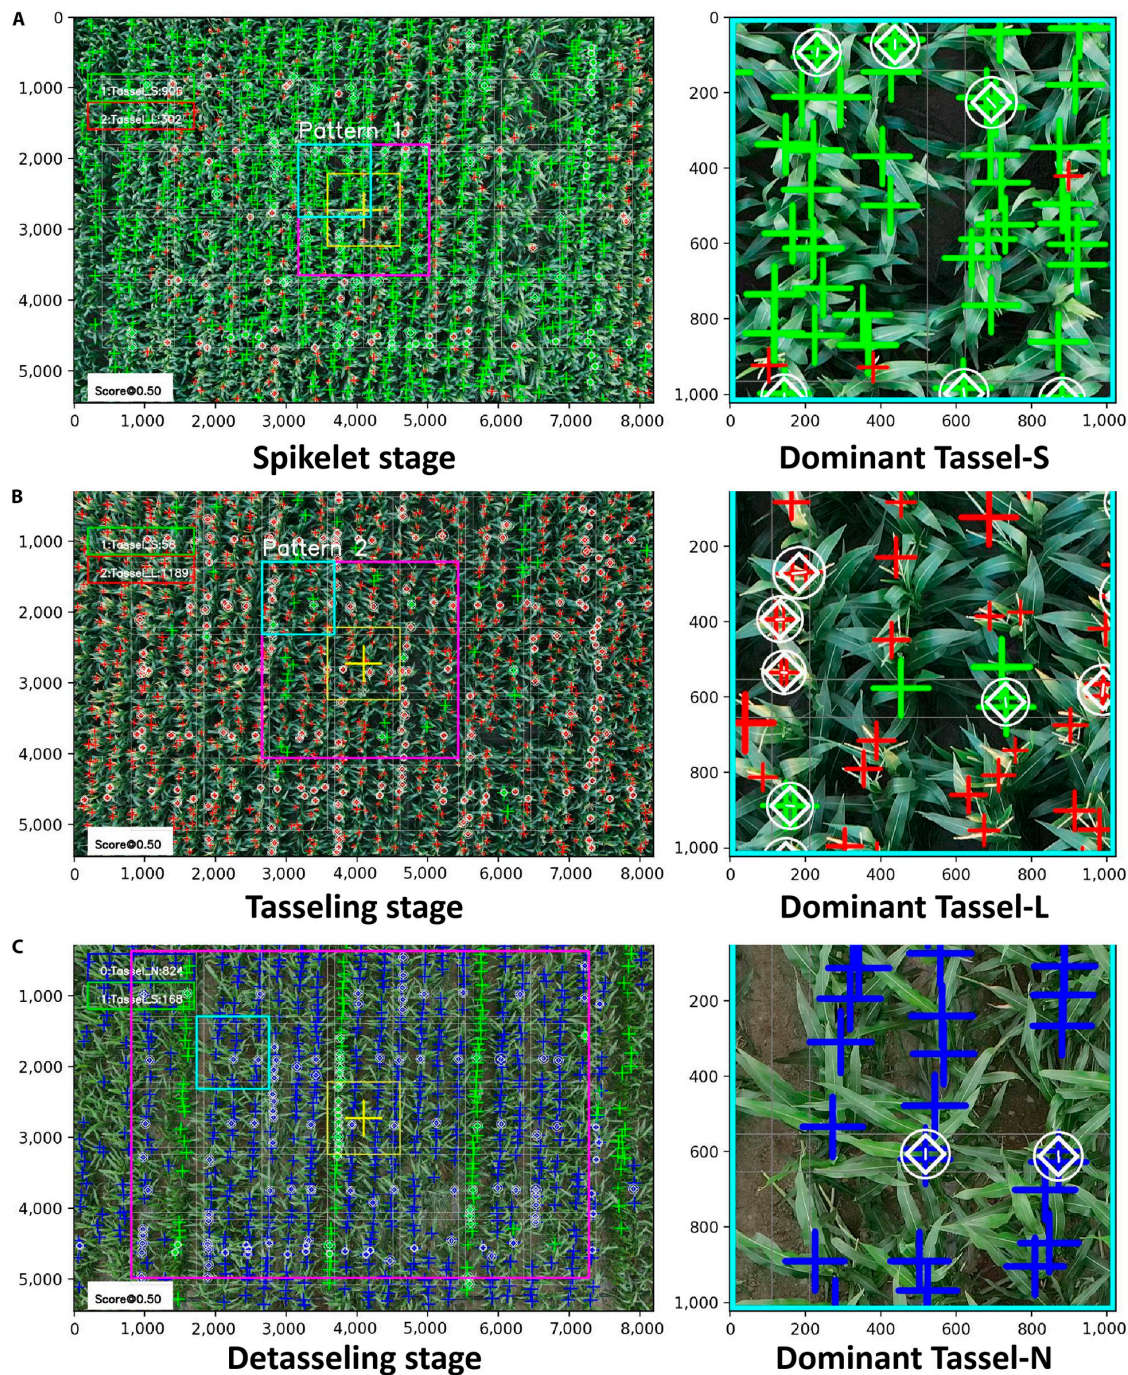 A
0
1,000
2,000
3,000
4,000
5,000
1:Tassel_S:906
2:Tassel_L:302
Pattern 1
Score@0.50
0 1,000 2,000 3,000 4,000 5,000 6,000 7,000 8,000
Spikelet stage
0
200
400
600
800
1,000
0 200 400 600 800 1,000
Dominant Tassel-S
B
1,000
2,000
3,000
4,000
5,000
1:Tassel_S:58
2:Tassel_L:1189
Pattern 2
Score@0.50
0 1,000 2,000 3,000 4,000 5,000 6,000 7,000 8,000
Tasseling stage
200
400
600
800
1,000
0 200 400 600 800 1,000
Dominant Tassel-L
C
1,000
2,000
3,000
4,000
5,000
0:Tassel_N:824
1:Tassel_S:168
Score@0.50
0 1,000 2,000 3,000 4,000 5,000 6,000 7,000 8,000
Detasseling stage
200
400
600
800
1,000
0 200 400 600 800 1,000
Dominant Tassel-N